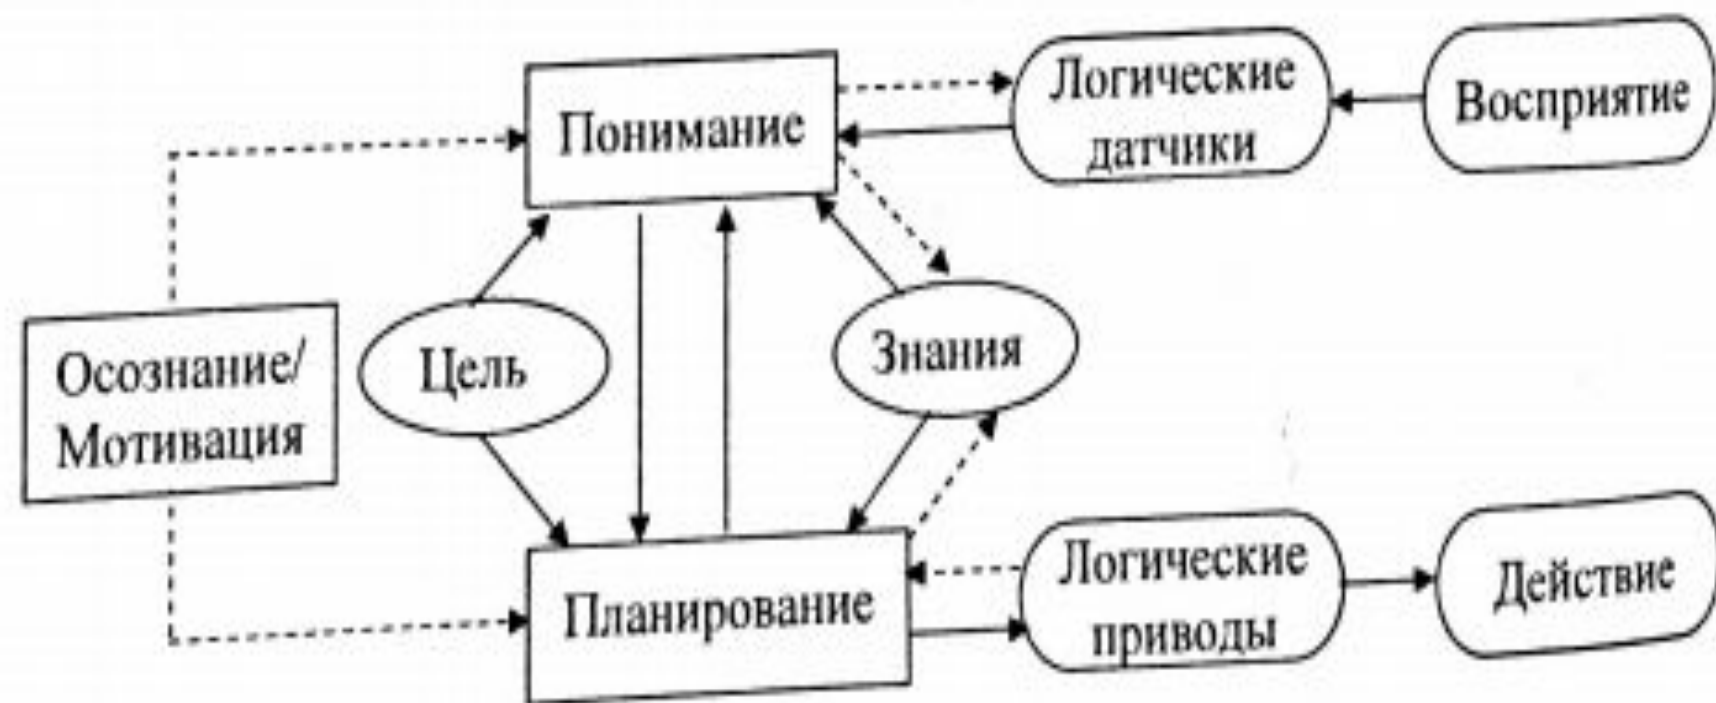 Понимание
Логические
датчики
Восприятие
Осознание/
Мотивация
Цель
Знания
Планирование
Логические
приводы
Действие